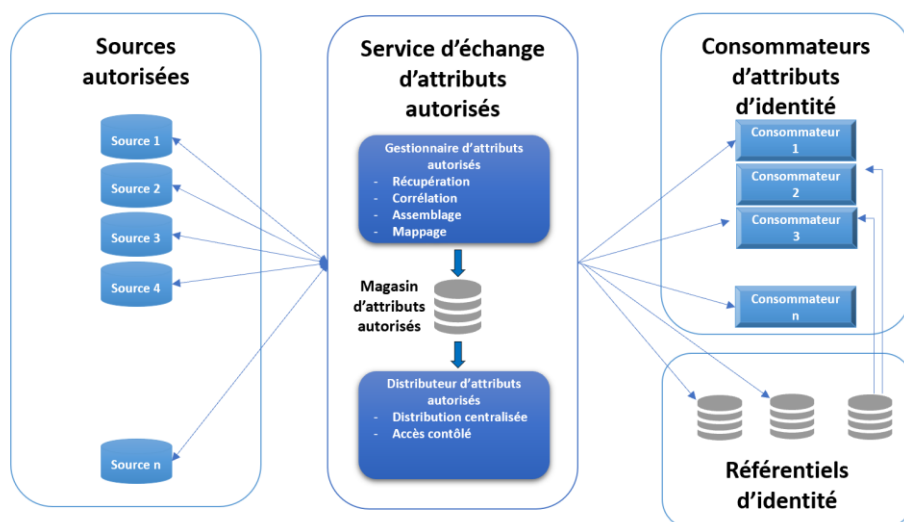 Sources
autorisées
Source 1
Source 2
Source 3
Source 4
Source n
Service d'échange
d'attributs
autorisés
Gestionnaire d'attributs
autorisés
- Récupération
- Corrélation
- Assemblage
- Mappage
Magasin
d'attributs
autorisés
Distributeur d'attributs
autorisés
- Distribution centralisée
- Accès contôlé
Consommateurs
d'attributs
d'identité
Consommateur
1
Consommateur
2
Consommateur
3
Consommateur
n
Référentiels
d'identité